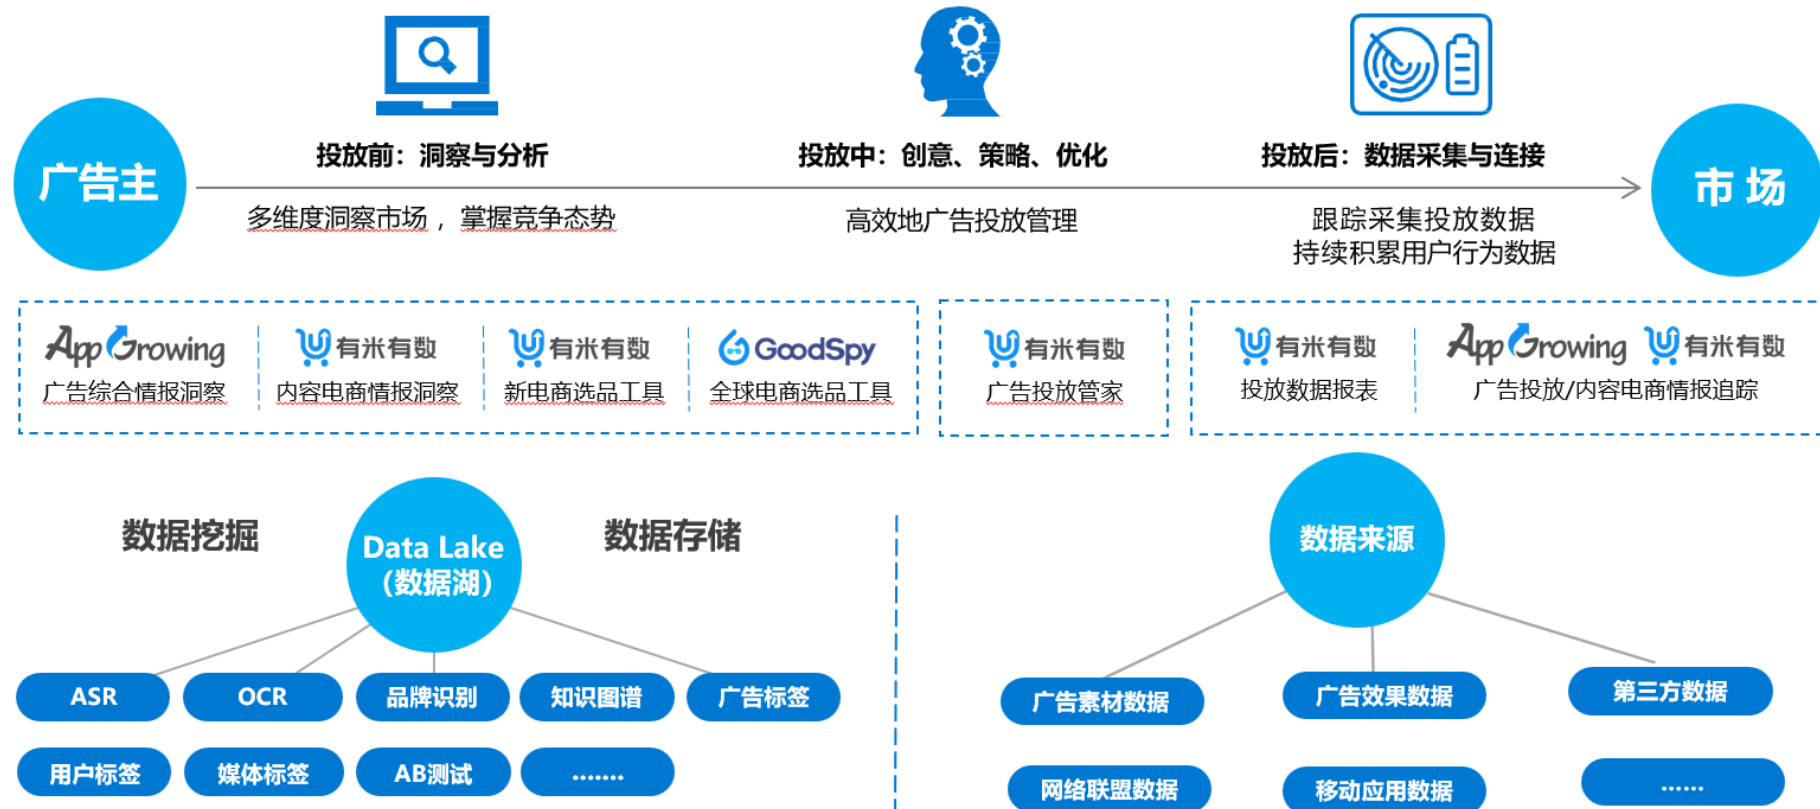 广告主
投放前：洞察与分析
投放中：创意、策略、优化
投放后：数据采集与连接
市 场
多维度洞察市场，掌握竞争态势
高效地广告投放管理
跟踪采集投放数据
持续积累用户行为数据
App Growing
广告综合情报洞察
有米有数
内容电商情报洞察
有米有数
新电商选品工具
GoodSpy
全球电商选品工具
有米有数
广告投放管家
有米有数
投放数据报表
App Growing 有米有数
广告投放/内容电商情报追踪
数据挖掘
Data Lake
（数据湖）
数据存储
ASR
OCR
品牌识别
知识图谱
广告标签
用户标签
媒体标签
AB测试
.......
数据来源
广告素材数据
广告效果数据
第三方数据
网络联盟数据
移动应用数据
......